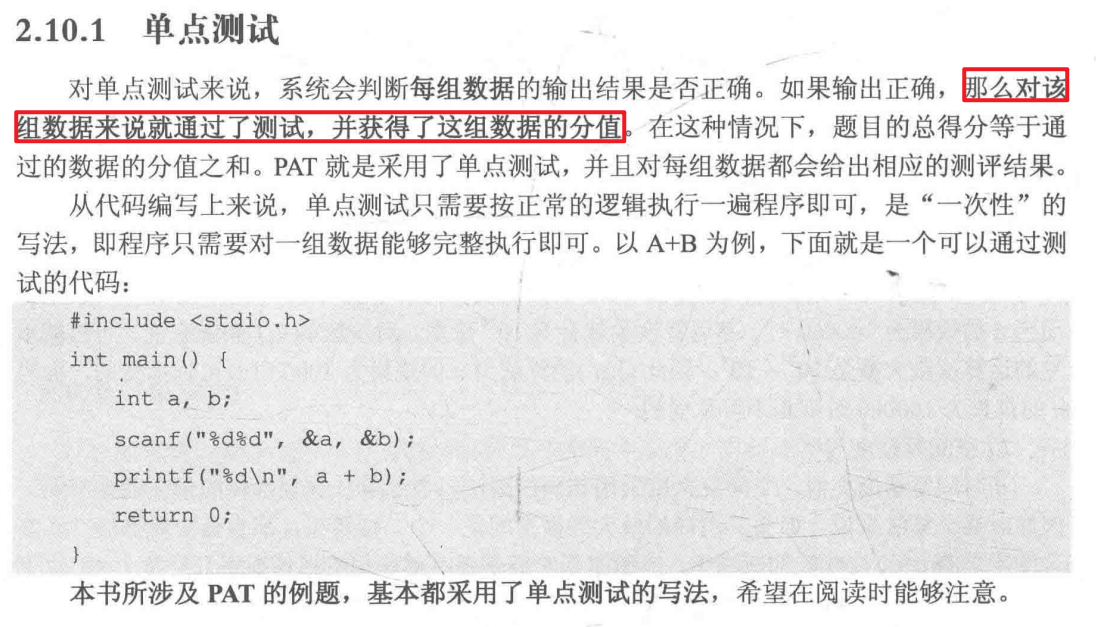 2.10.1 单点测试
对单点测试来说，系统会判断每组数据的输出结果是否正确。如果输出正确，那么对该
组数据来说就通过了测试，并获得了这组数据的分值。在这种情况下，题目的总得分等于通
过的数据的分值之和。PAT 就是采用了单点测试，并且对每组数据都会给出相应的测评结果。
从代码编写上来说，单点测试只需要按正常的逻辑执行一遍程序即可，是“一次性”的
写法，即程序只需要对一组数据能够完整执行即可。以 A+B 为例，下面就是一个可以通过测
试的代码：
#include <stdio.h>
int main() {
int a, b;
scanf("%d%d", &a, &b);
printf("%d\n", a + b);
return 0;
}
本书所涉及 PAT 的例题，基本都采用了单点测试的写法，希望在阅读时能够注意。